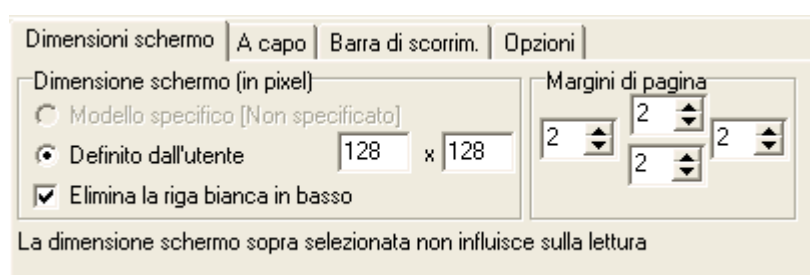 Dimensioni schermo A capo Barra di scorrim. Opzioni
Dimensione schermo (in pixel) Margini di pagina
Modello specifico [Non specificato]
2
2 2
Definito dall'utente 128 x 128
2
Elimina la riga bianca in basso
La dimensione schermo sopra selezionata non influisce sulla lettura